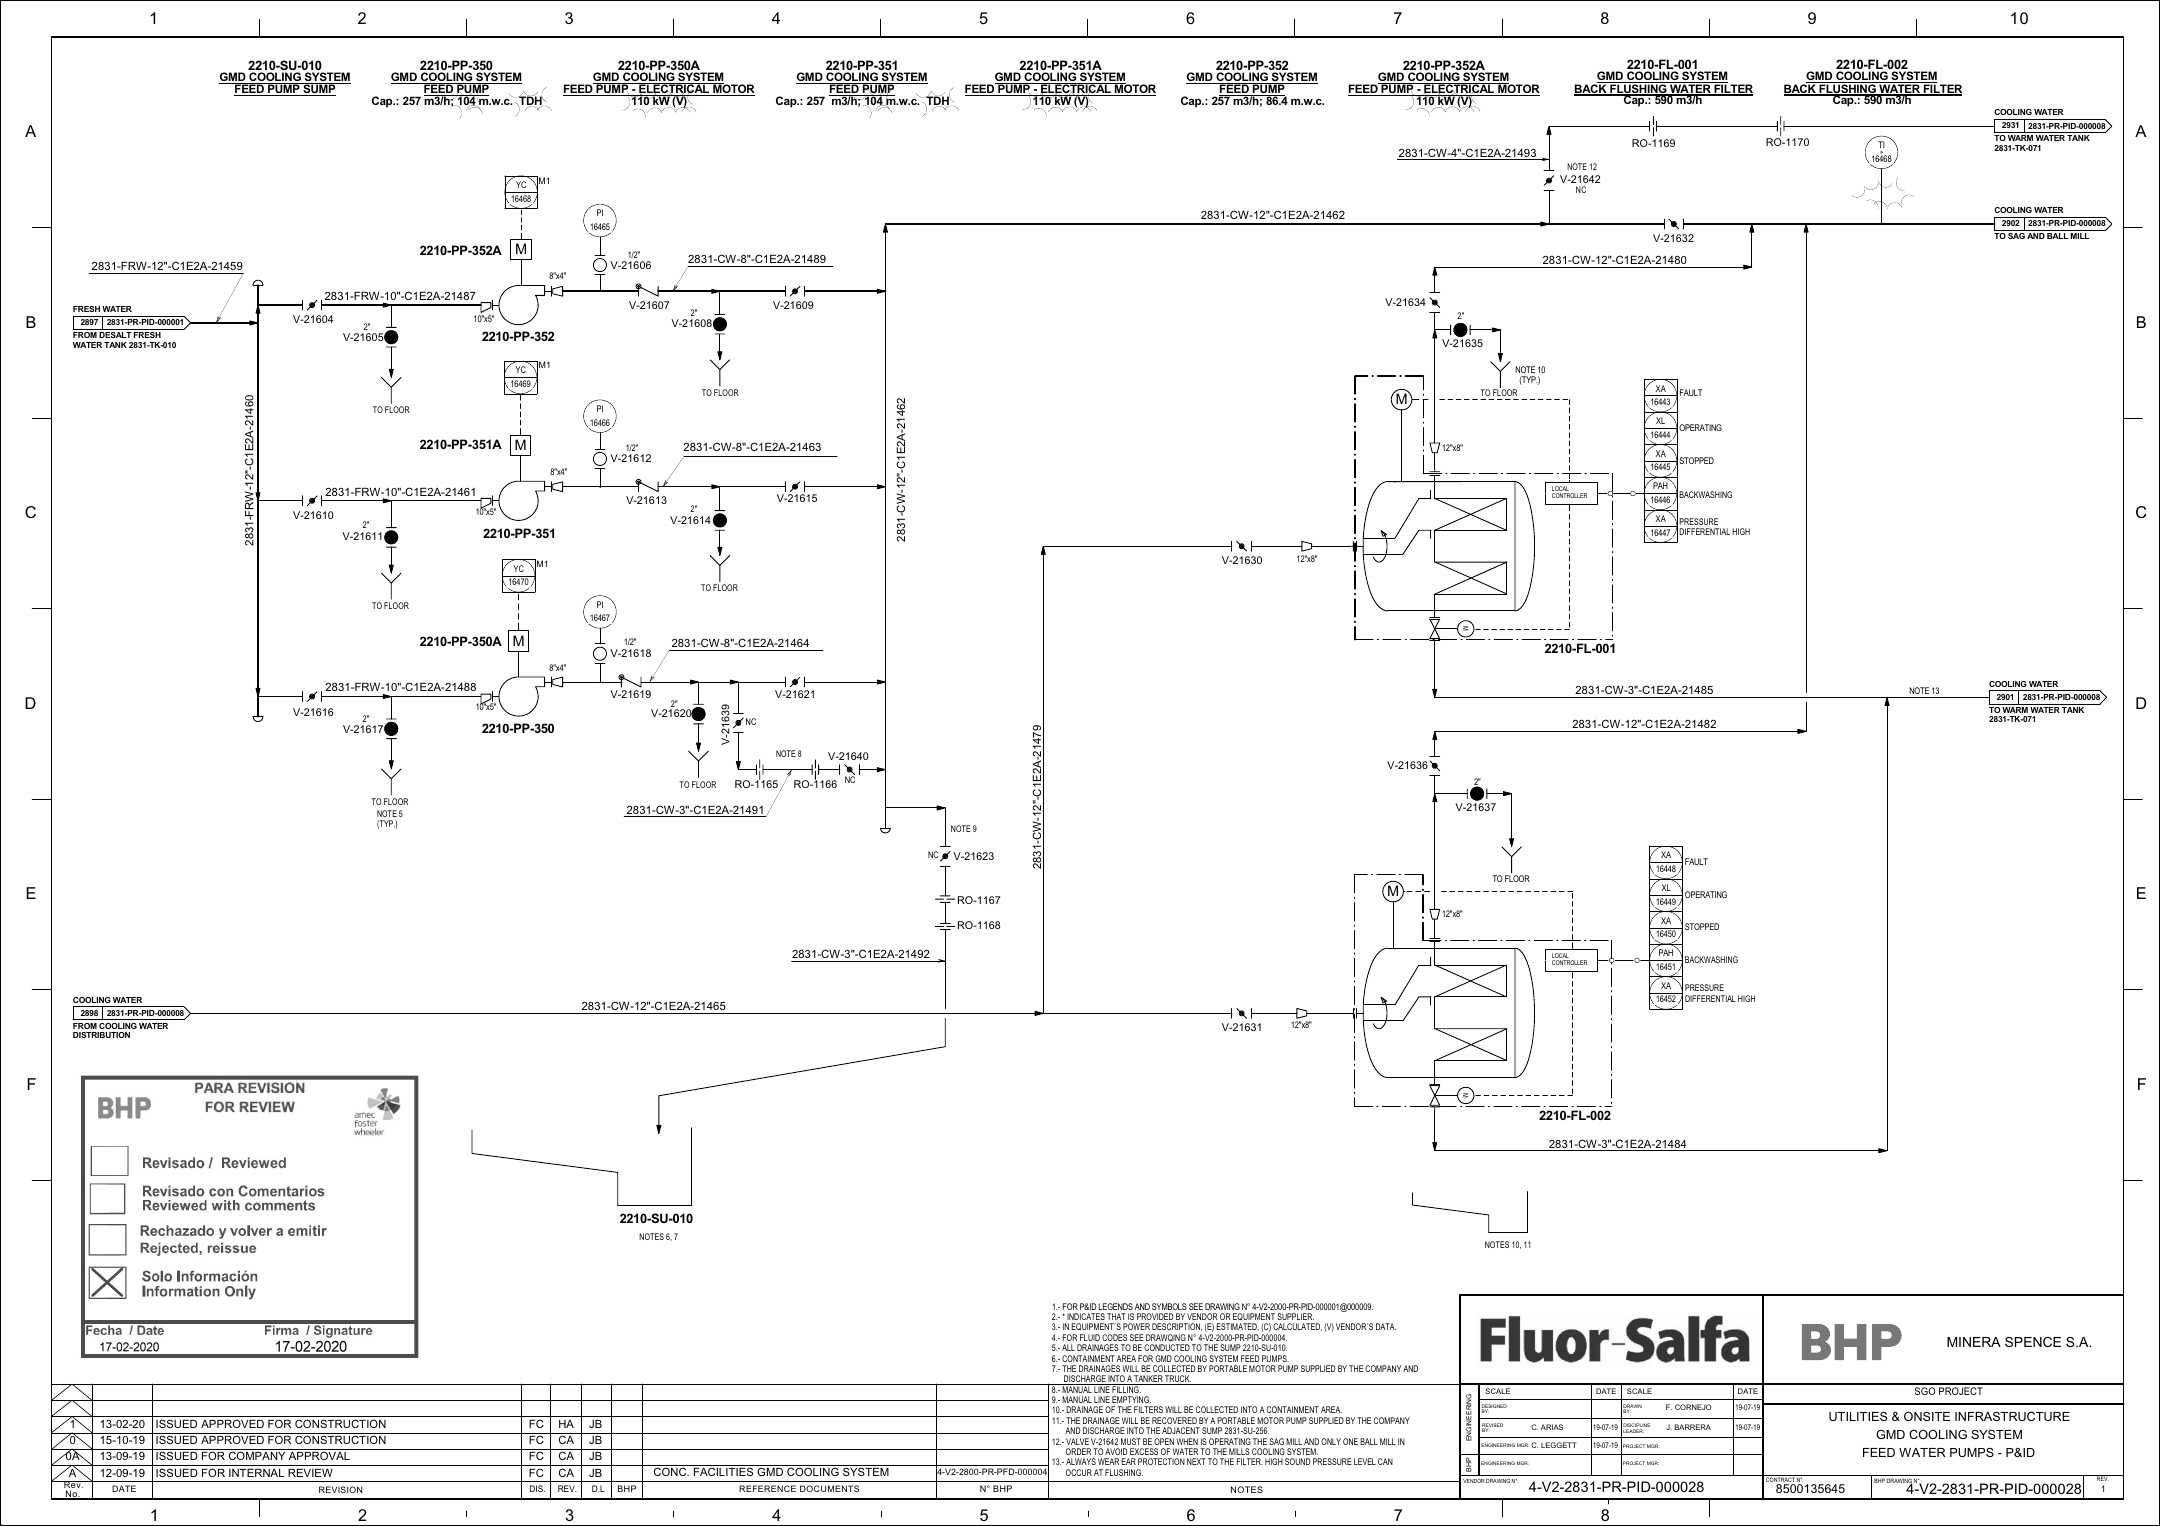 1 2 3 4 5 6 7 8 9 10
2210-SU-010
GMD COOLING SYSTEM
FEED PUMP SUMP
2210-PP-350
GMD COOLING SYSTEM
FEED PUMP
Cap.: 257 m3/h; 104 m.w.c. TDH
2210-PP-350A
GMD COOLING SYSTEM
FEED PUMP - ELECTRICAL MOTOR
110 kW (V)
2210-PP-351
GMD COOLING SYSTEM
FEED PUMP
Cap.: 257 m3/h; 104 m.w.c. TDH
2210-PP-351A
GMD COOLING SYSTEM
FEED PUMP - ELECTRICAL MOTOR
110 kW (V)
2210-PP-352
GMD COOLING SYSTEM
FEED PUMP
Cap.: 257 m3/h; 86.4 m.w.c.
2210-PP-352A
GMD COOLING SYSTEM
FEED PUMP - ELECTRICAL MOTOR
110 kW (V)
2210-FL-001
GMD COOLING SYSTEM
BACK FLUSHING WATER FILTER
Cap.: 590 m3/h
2210-FL-002
GMD COOLING SYSTEM
BACK FLUSHING WATER FILTER
Cap.: 590 m3/h
A
A
B
B
C
C
D
D
E
E
F
F
COOLING WATER
2931 2831-PR-PID-000008
TO WARM WATER TANK
2831-TK-071
RO-1169
RO-1170
TI
*
16468
2831-CW-4"-C1E2A-21493
NOTE 12
V-21642
NC
COOLING WATER
2902 2831-PR-PID-000008
TO SAG AND BALL MILL
2831-CW-12"-C1E2A-21462
V-21632
2831-CW-12"-C1E2A-21480
2831-FRW-12"-C1E2A-21459
FRESH WATER
2897 2831-PR-PID-000001
FROM DESALT FRESH
WATER TANK 2831-TK-010
2831-FRW-12"-C1E2A-21460
YC
16468
M1
2210-PP-352A
M
PI
16465
1/2"
V-21606
2831-CW-8"-C1E2A-21489
V-21604
2831-FRW-10"-C1E2A-21487
2"
V-21605
TO FLOOR
10"x5"
8"x4"
2210-PP-352
V-21607
2"
V-21608
TO FLOOR
V-21609
YC
16469
M1
2210-PP-351A
M
PI
16466
1/2"
V-21612
2831-CW-8"-C1E2A-21463
V-21610
2831-FRW-10"-C1E2A-21461
2"
V-21611
TO FLOOR
10"x5"
8"x4"
2210-PP-351
V-21613
2"
V-21614
TO FLOOR
V-21615
2831-CW-12"-C1E2A-21462
YC
16470
M1
2210-PP-350A
M
PI
16467
1/2"
V-21618
2831-CW-8"-C1E2A-21464
V-21616
2831-FRW-10"-C1E2A-21488
2"
V-21617
TO FLOOR
NOTE 5
(TYP.)
10"x5"
8"x4"
2210-PP-350
V-21619
2"
V-21620
TO FLOOR
V-21639
NC
V-21621
RO-1165
NOTE 8
RO-1166
V-21640
NC
2831-CW-3"-C1E2A-21491
NOTE 9
NC
V-21623
RO-1167
RO-1168
2831-CW-3"-C1E2A-21492
2831-CW-12"-C1E2A-21479
COOLING WATER
2898 2831-PR-PID-000008
FROM COOLING WATER
DISTRIBUTION
2831-CW-12"-C1E2A-21465
V-21634
2"
V-21635
TO FLOOR
NOTE 10
(TYP.)
M
12"x8"
LOCAL
CONTROLLER
V-21630
12"x8"
M
2210-FL-001
XA
16443
FAULT
XL
16444
OPERATING
XA
16445
STOPPED
PAH
16446
BACKWASHING
XA
16447
PRESSURE
DIFFERENTIAL HIGH
2831-CW-3"-C1E2A-21485
NOTE 13
COOLING WATER
2901 2831-PR-PID-000008
TO WARM WATER TANK
2831-TK-071
2831-CW-12"-C1E2A-21482
V-21636
2"
V-21637
TO FLOOR
M
12"x8"
LOCAL
CONTROLLER
V-21631
12"x8"
M
2210-FL-002
XA
16448
FAULT
XL
16449
OPERATING
XA
16450
STOPPED
PAH
16451
BACKWASHING
XA
16452
PRESSURE
DIFFERENTIAL HIGH
2831-CW-3"-C1E2A-21484
2210-SU-010
NOTES 6, 7
NOTES 10, 11
PARA REVISION
FOR REVIEW
BHP
amec
foster
wheeler
Revisado / Reviewed
Revisado con Comentarios
Reviewed with comments
Rechazado y volver a emitir
Rejected, reissue
Solo Información
Information Only
Fecha / Date
Firma / Signature
17-02-2020
17-02-2020
1.- FOR P&ID LEGENDS AND SYMBOLS SEE DRAWING N° 4-V2-2000-PR-PID-000001@000009.
2.- * INDICATES THAT IS PROVIDED BY VENDOR OR EQUIPMENT SUPPLIER.
3.- IN EQUIPMENT´S POWER DESCRIPTION, (E) ESTIMATED, (C) CALCULATED, (V) VENDOR´S DATA.
4.- FOR FLUID CODES SEE DRAWQING N° 4-V2-2000-PR-PID-000004.
5.- ALL DRAINAGES TO BE CONDUCTED TO THE SUMP 2210-SU-010.
6.- CONTAINMENT AREA FOR GMD COOLING SYSTEM FEED PUMPS.
7.- THE DRAINAGES WILL BE COLLECTED BY PORTABLE MOTOR PUMP SUPPLIED BY THE COMPANY AND
DISCHARGE INTO A TANKER TRUCK.
8.- MANUAL LINE FILLING.
9.- MANUAL LINE EMPTYING.
10.- DRAINAGE OF THE FILTERS WILL BE COLLECTED INTO A CONTAINMENT AREA.
11.- THE DRAINAGE WILL BE RECOVERED BY A PORTABLE MOTOR PUMP SUPPLIED BY THE COMPANY
AND DISCHARGE INTO THE ADJACENT SUMP 2831-SU-256.
12.- VALVE V-21642 MUST BE OPEN WHEN IS OPERATING THE SAG MILL AND ONLY ONE BALL MILL IN
ORDER TO AVOID EXCESS OF WATER TO THE MILLS COOLING SYSTEM.
13.- ALWAYS WEAR EAR PROTECTION NEXT TO THE FILTER. HIGH SOUND PRESSURE LEVEL CAN
OCCUR AT FLUSHING.
NOTES
1 13-02-20 ISSUED APPROVED FOR CONSTRUCTION FC HA JB
0 15-10-19 ISSUED APPROVED FOR CONSTRUCTION FC CA JB
0A 13-09-19 ISSUED FOR COMPANY APPROVAL FC CA JB
A 12-09-19 ISSUED FOR INTERNAL REVIEW FC CA JB
Rev. No. DATE REVISION DIS. REV. D.L BHP
CONC. FACILITIES GMD COOLING SYSTEM 4-V2-2800-PR-PFD-000004
REFERENCE DOCUMENTS N° BHP
Fluor-Salfa
BHP MINERA SPENCE S.A.
SGO PROJECT
UTILITIES & ONSITE INFRASTRUCTURE
GMD COOLING SYSTEM
FEED WATER PUMPS - P&ID
ENGINEERING
BHP
SCALE DATE SCALE DATE
DESIGNED BY: DRAWN BY: F. CORNEJO 19-07-19
REVISED BY: C. ARIAS 19-07-19 DISCIPLINE LEADER: J. BARRERA 19-07-19
ENGINEERING MGR: C. LEGGETT 19-07-19 PROJECT MGR:
ENGINEERING MGR: PROJECT MGR:
VENDOR DRAWING N°: 4-V2-2831-PR-PID-000028
CONTRACT N°: 8500135645
BHP DRAWING N°: 4-V2-2831-PR-PID-000028
REV. 1
1 2 3 4 5 6 7 8